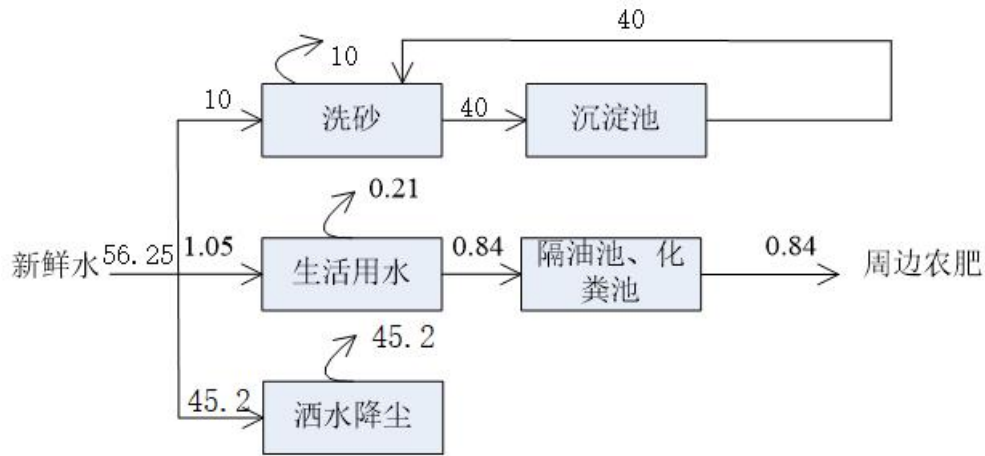 40
10
10
洗砂
40
沉淀池
0.21
新鲜水
56.25
1.05
生活用水
0.84
隔油池、化
粪池
0.84
周边农肥
45.2
45.2
洒水降尘